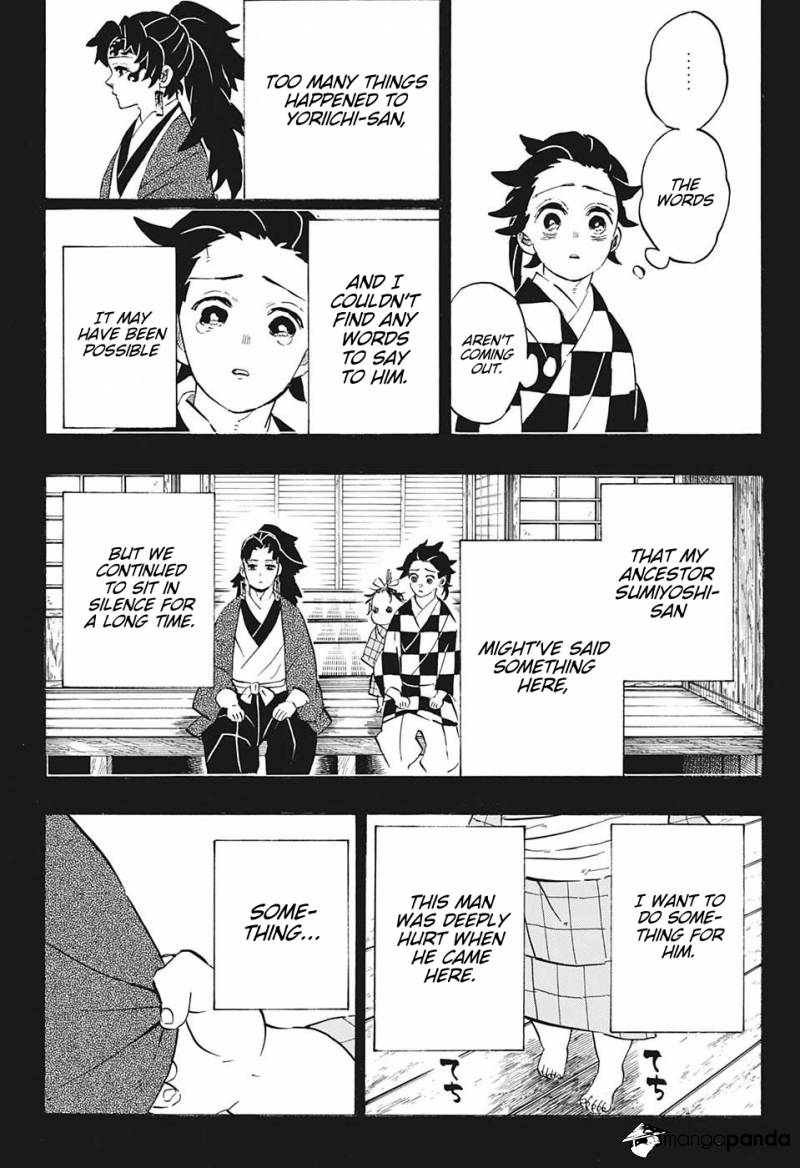 ......
THE
WORDS
AREN'T
COMING
OUT.
TOO MANY THINGS
HAPPENED TO
YORIICHI-SAN,
AND I
COULDN'T
FIND ANY
WORDS
TO SAY
TO HIM.
IT MAY
HAVE BEEN
POSSIBLE
THAT MY
ANCESTOR
SUMIYOSHI-
SAN
MIGHT'VE SAID
SOMETHING
HERE,
BUT WE
CONTINUED
TO SIT IN
SILENCE FOR
A LONG TIME.
I WANT TO
DO SOME-
THING FOR
HIM.
THIS MAN
WAS DEEPLY
HURT WHEN
HE CAME
HERE.
てち
てち
SOME-
THING...
mangapanda